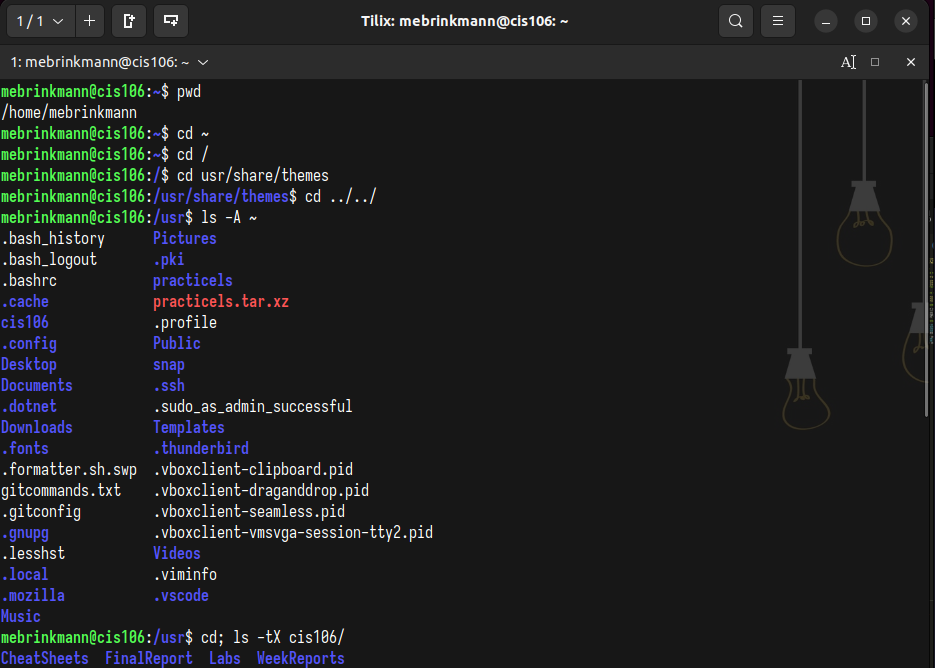 1 / 1
Tilix: mebrinkmann@cis106: ~
1: mebrinkmann@cis106: ~
mebrinkmann@cis106:~$ pwd
/home/mebrinkmann
mebrinkmann@cis106:~$ cd ~
mebrinkmann@cis106:~$ cd /
mebrinkmann@cis106:/$ cd usr/share/themes
mebrinkmann@cis106:/usr/share/themes$ cd ../../
mebrinkmann@cis106:/usr$ ls -A ~
.bash_history Pictures
.bash_logout .pki
.bashrc practicels
.cache practicels.tar.xz
cis106 .profile
.config Public
Desktop snap
Documents .ssh
.dotnet .sudo_as_admin_successful
Downloads Templates
.fonts .thunderbird
.formatter.sh.swp .vboxclient-clipboard.pid
gitcommands.txt .vboxclient-draganddrop.pid
.gitconfig .vboxclient-seamless.pid
.gnupg .vboxclient-vmsvga-session-tty2.pid
.lesshst Videos
.local .viminfo
.mozilla .vscode
Music
mebrinkmann@cis106:/usr$ cd; ls -tX cis106/
CheatSheets FinalReport Labs WeekReports